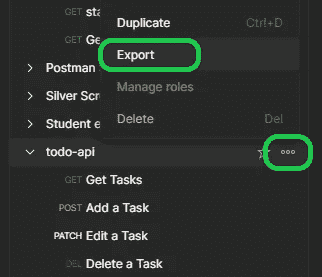 GET sta
Duplicate Ctrl+D
GET Ge
Export
Postman
Manage roles
Silver Scr
Student e
Delete Del
todo-api
GET Get Tasks
POST Add a Task
PATCH Edit a Task
DEL Delete a Task